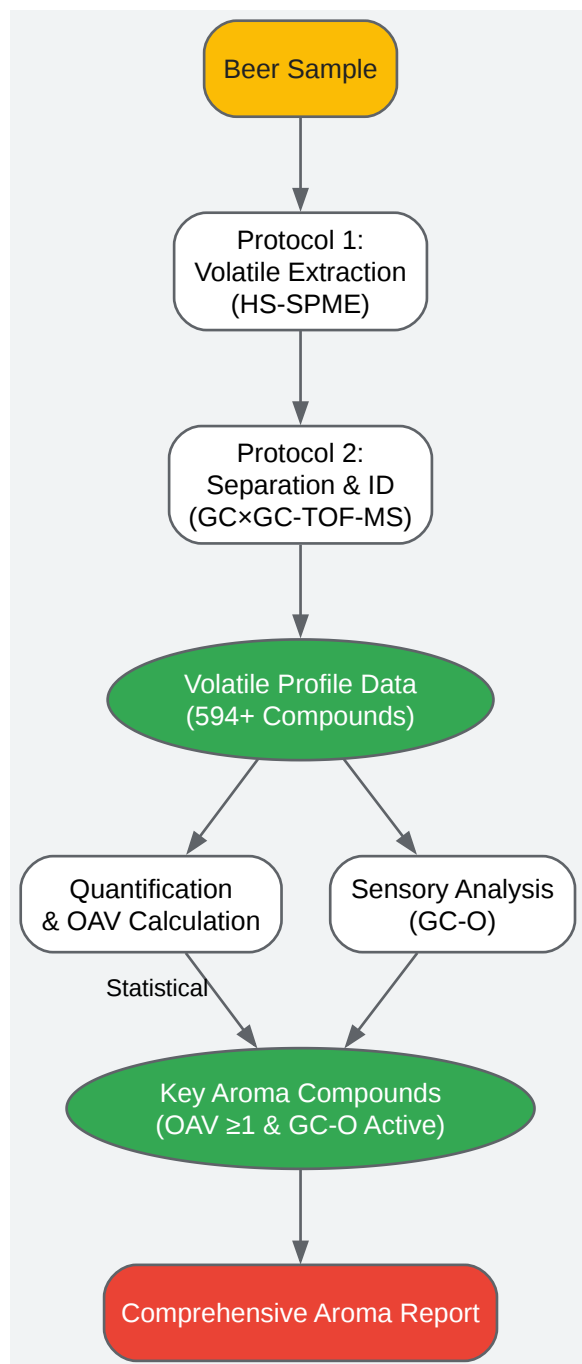 Beer Sample
Protocol 1:
Volatile Extraction
(HS-SPME)
Protocol 2:
Separation & ID
(GC×GC-TOF-MS)
Volatile Profile Data
(594+ Compounds)
Quantification
& OAV Calculation
Sensory Analysis
(GC-O)
Statistical
Key Aroma Compounds
(OAV ≥1 & GC-O Active)
Comprehensive Aroma Report